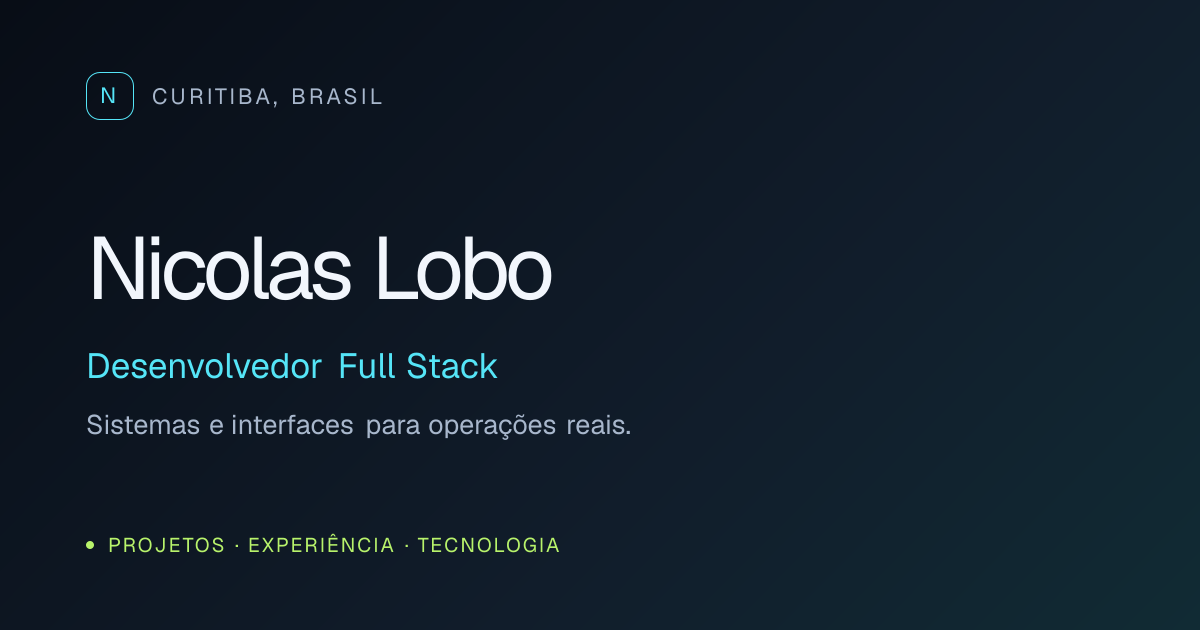 N CURITIBA, BRASIL
Nicolas Lobo
Desenvolvedor Full Stack
Sistemas e interfaces para operações reais.
• PROJETOS · EXPERIÊNCIA · TECNOLOGIA